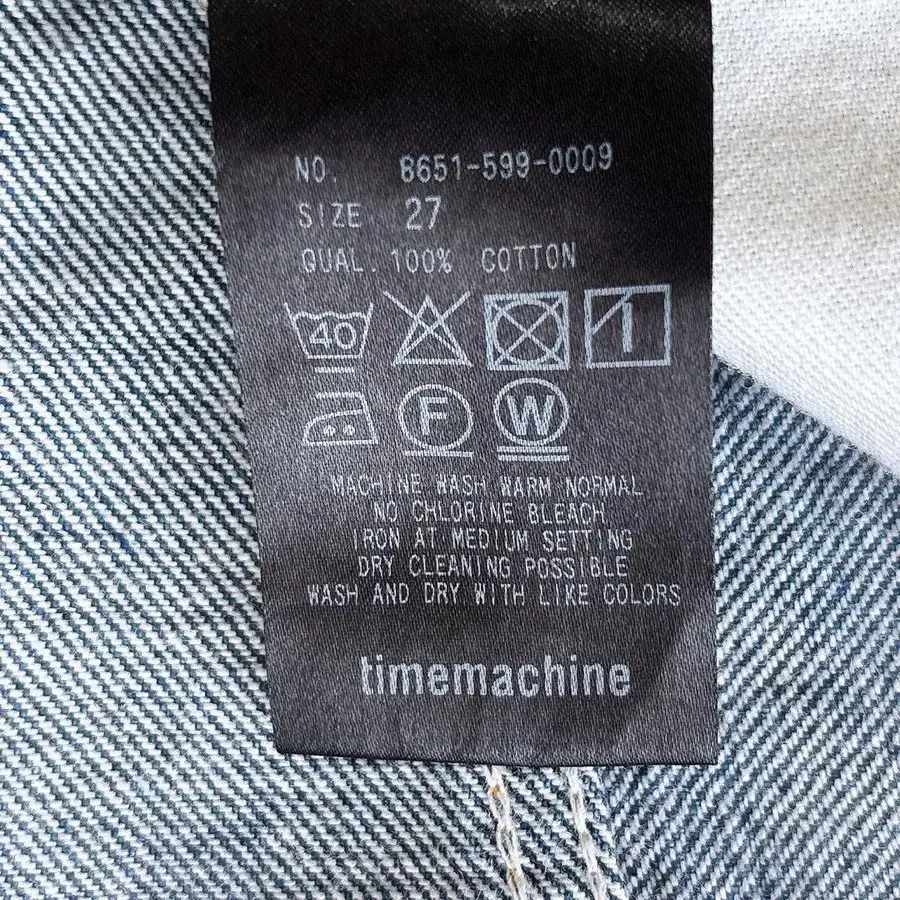 NO. 8651-599-0009
SIZE 27
QUAL. 100% COTTON
40
F W
MACHINE WASH WARM NORMAL
NO CHLORINE BLEACH
IRON AT MEDIUM SETTING
DRY CLEANING POSSIBLE
WASH AND DRY WITH LIKE COLORS
timemachine